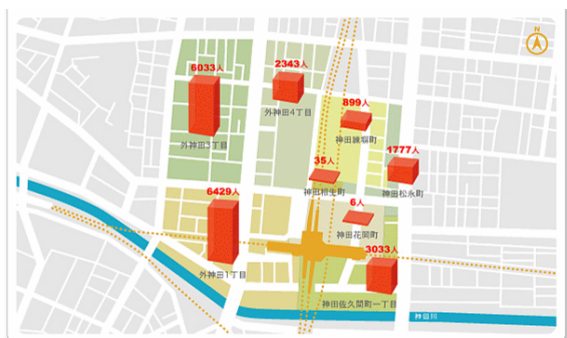 N
6033人
外神田3丁目
2343人
外神田4丁目
899人
神田練塀町
1777人
神田松永町
35人
神田相生町
6人
神田花岡町
6429人
外神田1丁目
3033人
神田佐久間町一丁目
神田川